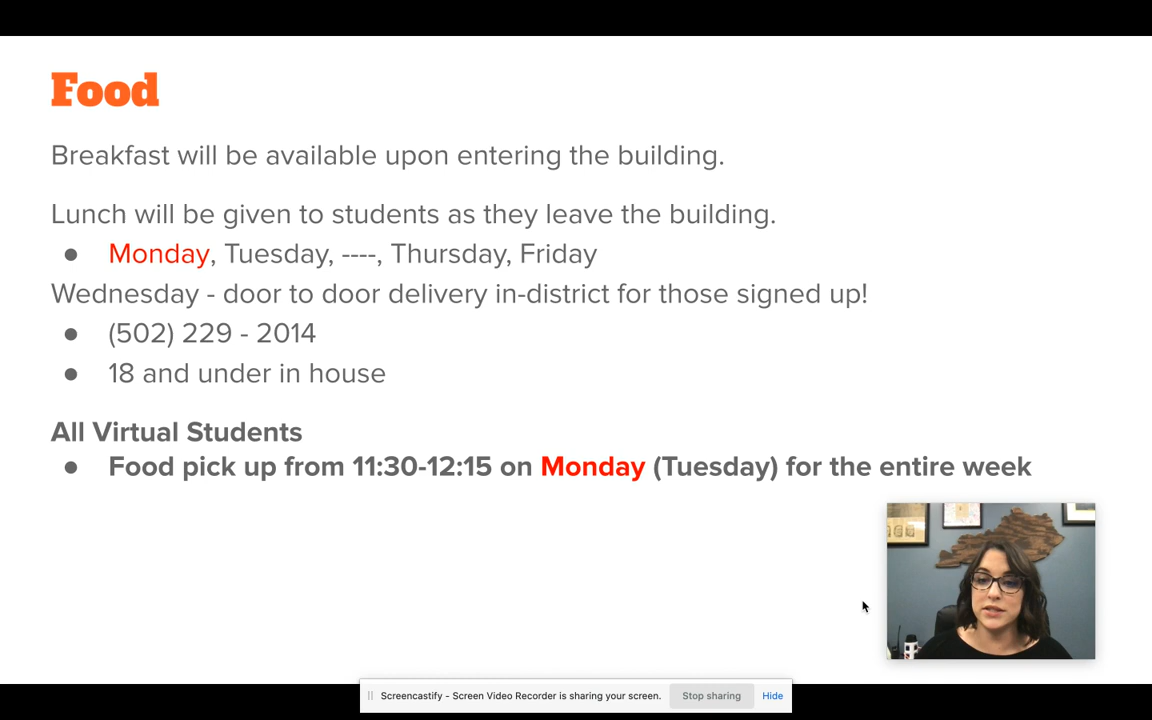 Food
Breakfast will be available upon entering the building.
Lunch will be given to students as they leave the building.
● Monday, Tuesday, ----, Thursday, Friday
Wednesday - door to door delivery in-district for those signed up!
● (502) 229 - 2014
● 18 and under in house
All Virtual Students
● Food pick up from 11:30-12:15 on Monday (Tuesday) for the entire week
Screencastify - Screen Video Recorder is sharing your screen. Stop sharing Hide